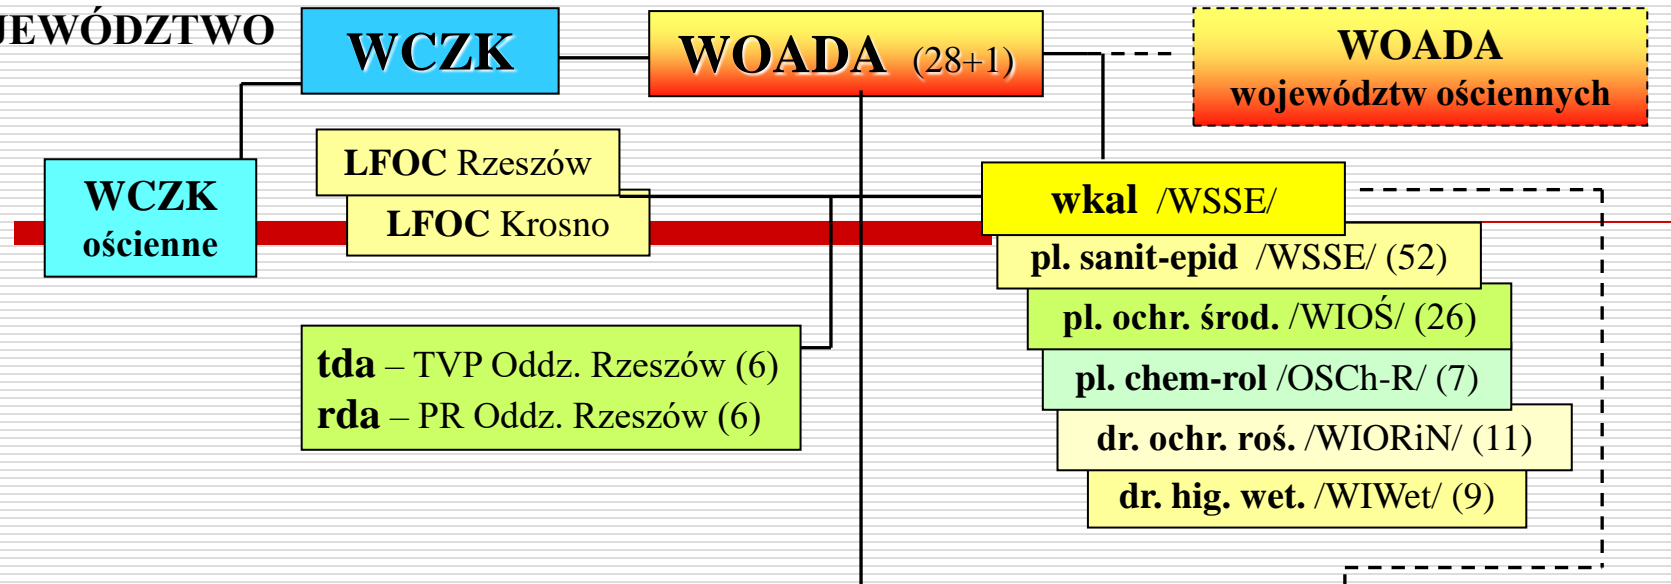 JEWÓDZTWO
WCZK
WOADA (28+1)
WOADA
województw ościennych
WCZK
ościenne
LFOC Rzeszów
LFOC Krosno
wkal /WSSE/
pl. sanit-epid /WSSE/ (52)
pl. ochr. środ. /WIOŚ/ (26)
pl. chem-rol /OSCh-R/ (7)
dr. ochr. roś. /WIORiN/ (11)
dr. hig. wet. /WIWet/ (9)
tda – TVP Oddz. Rzeszów (6)
rda – PR Oddz. Rzeszów (6)